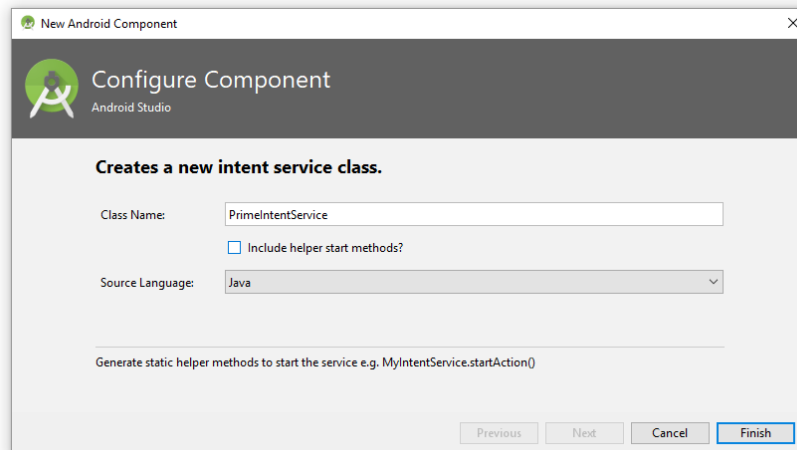 New Android Component
Configure Component
Android Studio
Creates a new intent service class.
Class Name: PrimeIntentService
Include helper start methods?
Source Language: Java
Generate static helper methods to start the service e.g. MyIntentService.startAction()
Previous Next Cancel Finish